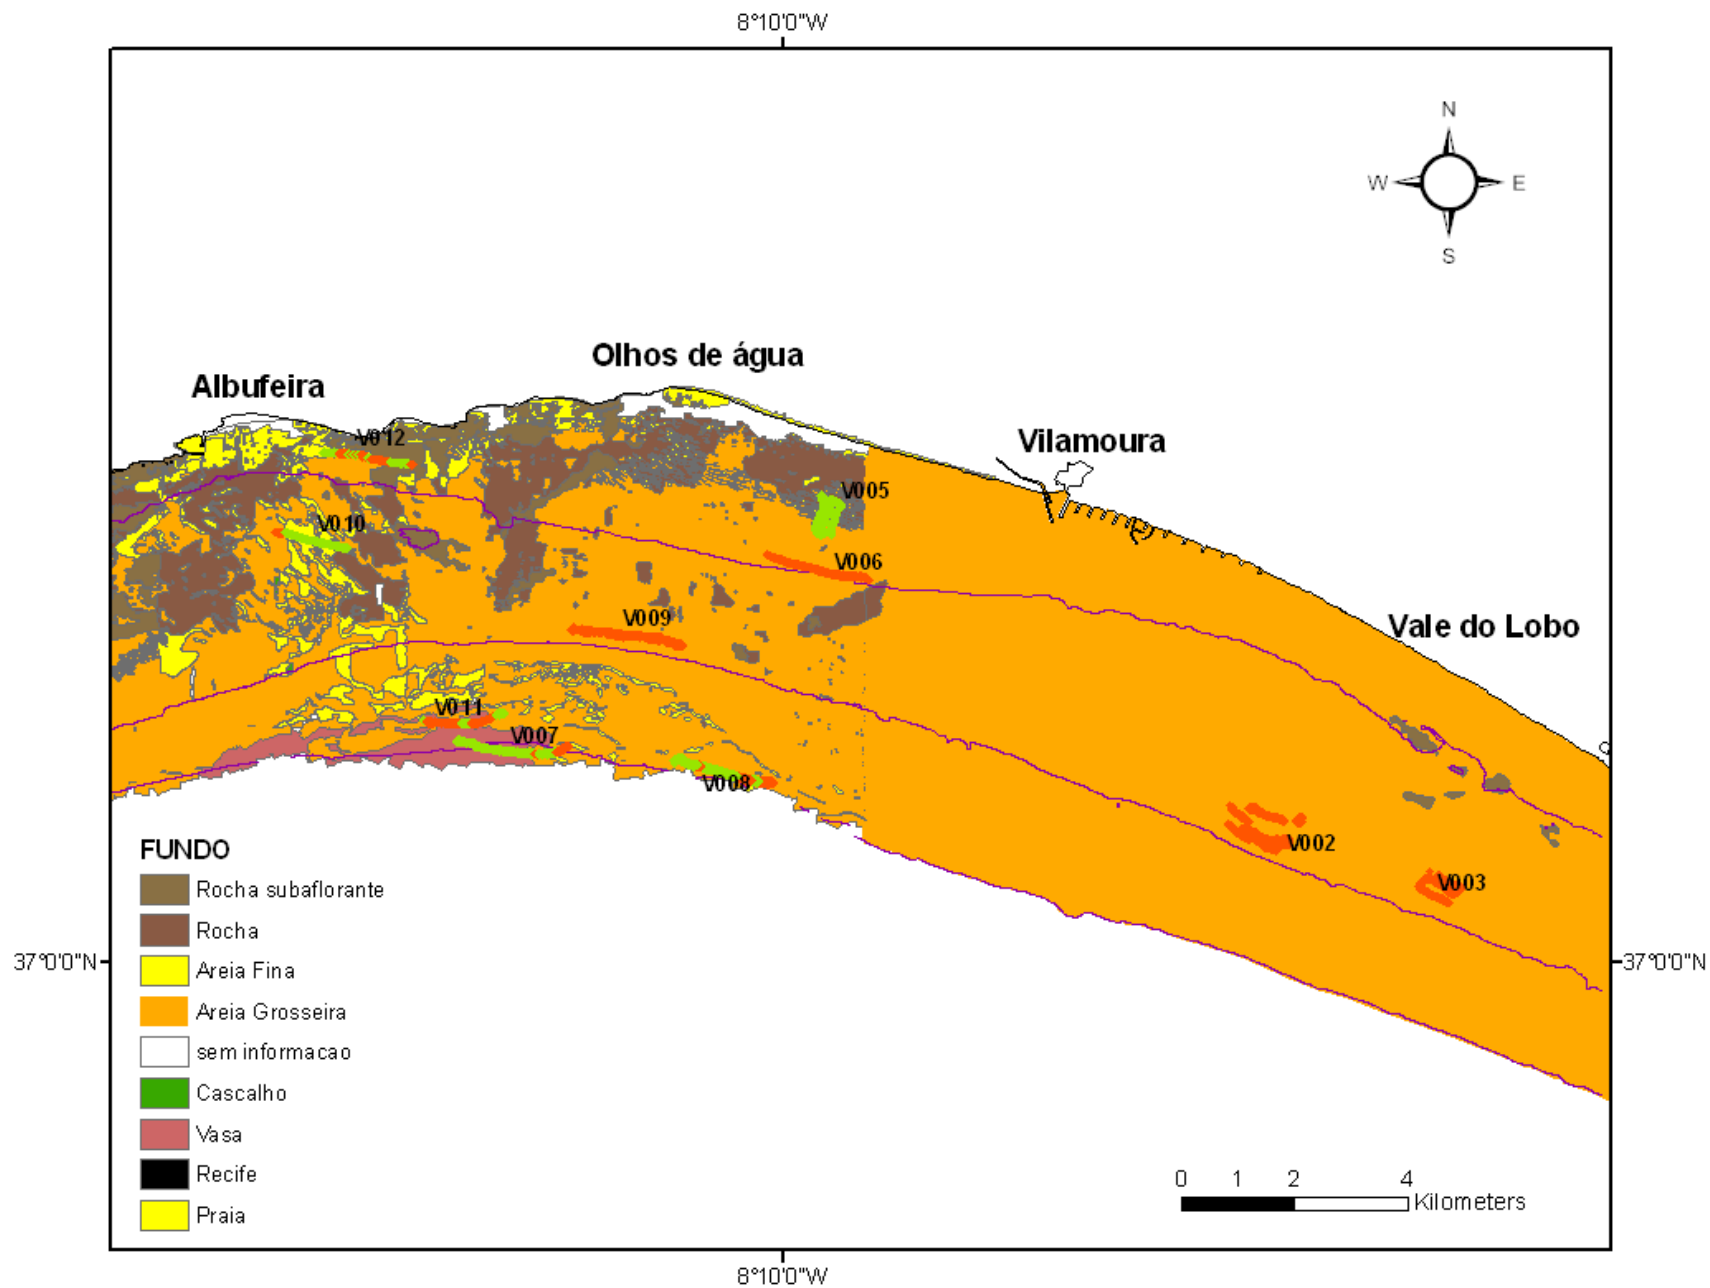 8°10'0"W
N
W
E
S
Olhos de água
Albufeira
V012
Vilamoura
V005
V010
V006
V009
Vale do Lobo
V011
V007
V008
V002
V003
FUNDO
Rocha subaflorante
Rocha
Areia Fina
37°0'0"N
37°0'0"N
Areia Grosseira
sem informacao
Cascalho
Vasa
Recife
Praia
0 1 2 4
Kilometers
8°10'0"W